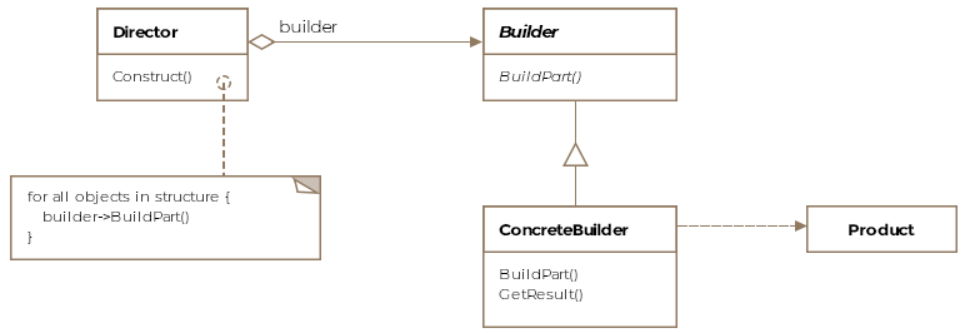 Director
Construct()
builder
Builder
BuildPart()
for all objects in structure {
builder->BuildPart()
}
ConcreteBuilder
BuildPart()
GetResult()
Product